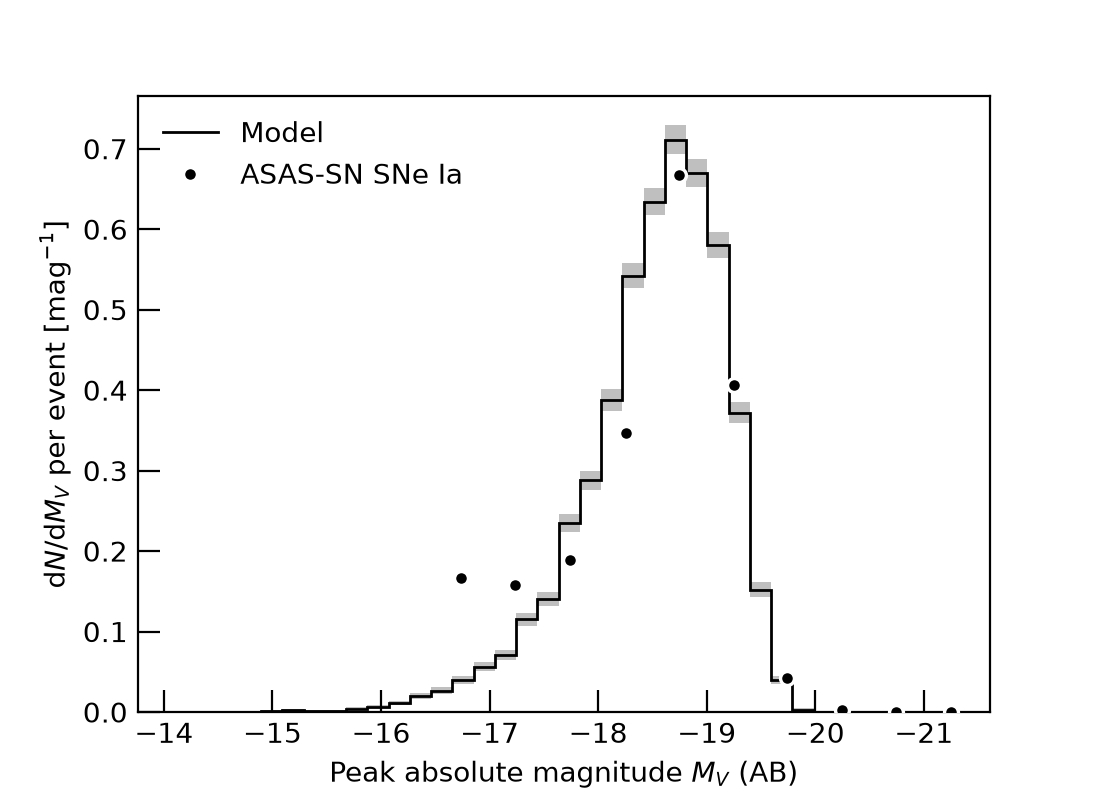 Model
ASAS-SN SNe Ia
dN/dM_V per event [mag⁻¹]
0.7
0.6
0.5
0.4
0.3
0.2
0.1
0.0
−14 −15 −16 −17 −18 −19 −20 −21
Peak absolute magnitude M_V (AB)